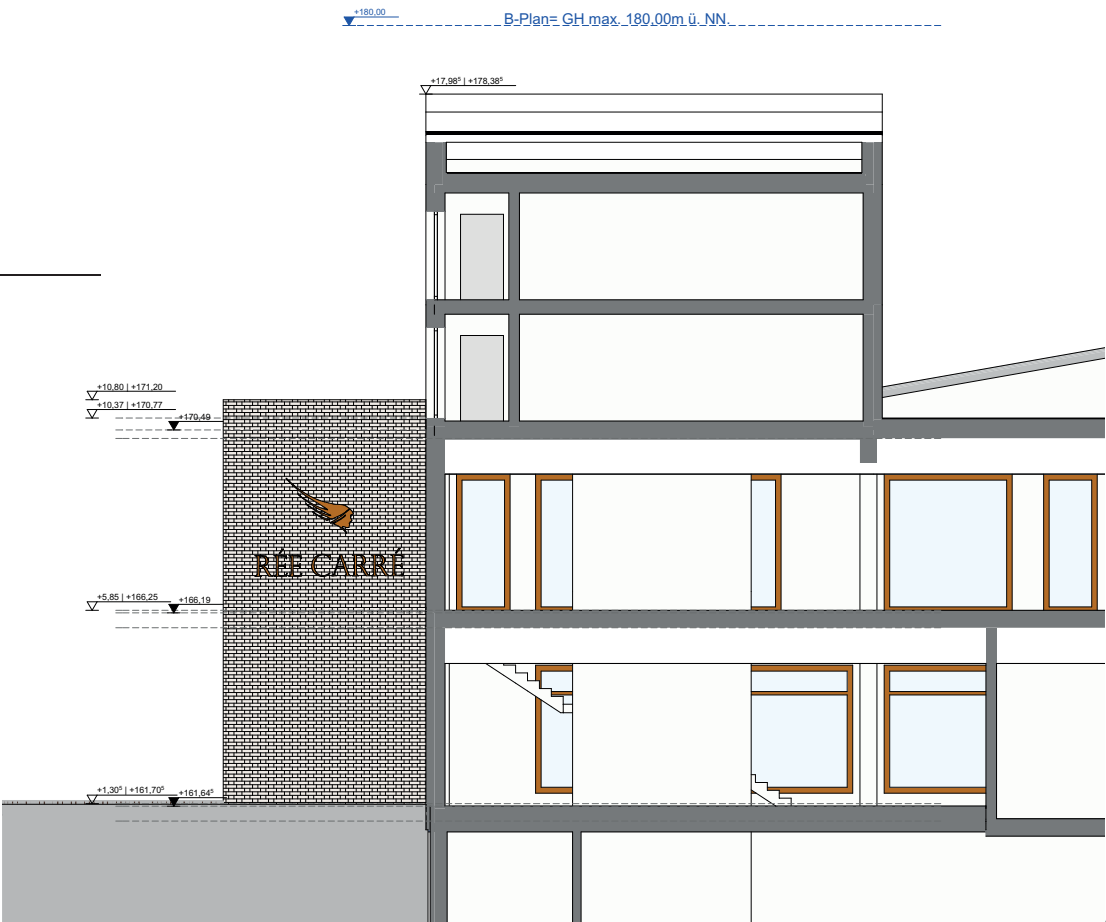 +180,00
B-Plan= GH max. 180,00m ü. NN.
+17,98⁵ | +178,38⁵
+10,80 | +171,20
+10,37 | +170,77
+170,49
RÉE CARRÉ
+5,85 | +166,25
+166,19
+1,30⁵ | +161,70⁵
+161,64⁵